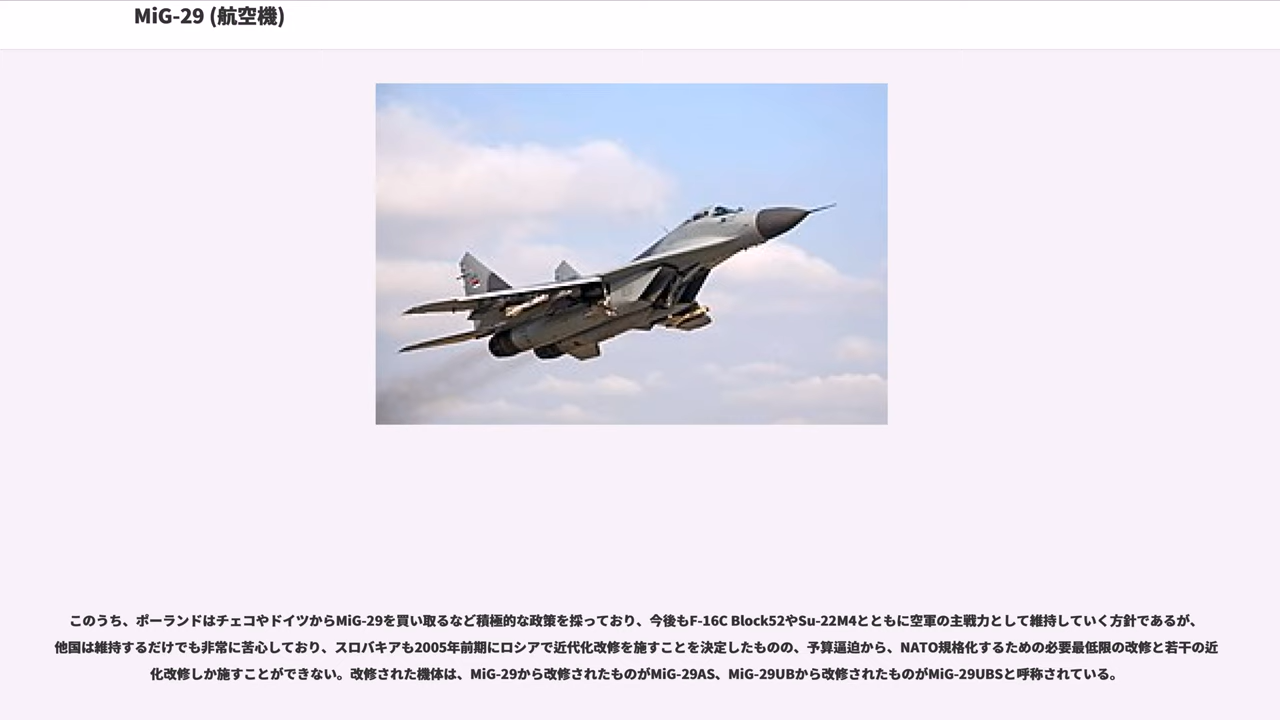 MiG-29 (航空機)
このうち、ポーランドはチェコやドイツからMiG-29を買い取るなど積極的な政策を採っており、今後もF-16C Block52やSu-22M4とともに空軍の主戦力として維持していく方針であるが、
他国は維持するだけでも非常に苦心しており、スロバキアも2005年前期にロシアで近代化改修を施すことを決定したものの、予算逼迫から、NATO規格化するための必要最低限の改修と若干の近
化改修しか施すことができない。改修された機体は、MiG-29から改修されたものがMiG-29AS、MiG-29UBから改修されたものがMiG-29UBSと呼称されている。